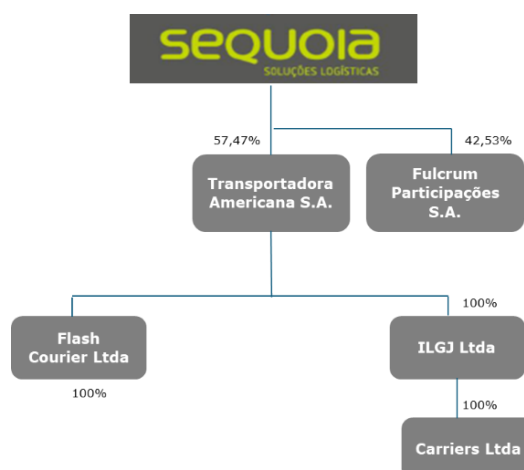 sequoia
SOLUÇÕES LOGÍSTICAS
57,47%
42,53%
Transportadora
Americana S.A.
Fulcrum
Participações
S.A.
100%
Flash
Courier Ltda
ILGJ Ltda
100%
100%
Carriers Ltda